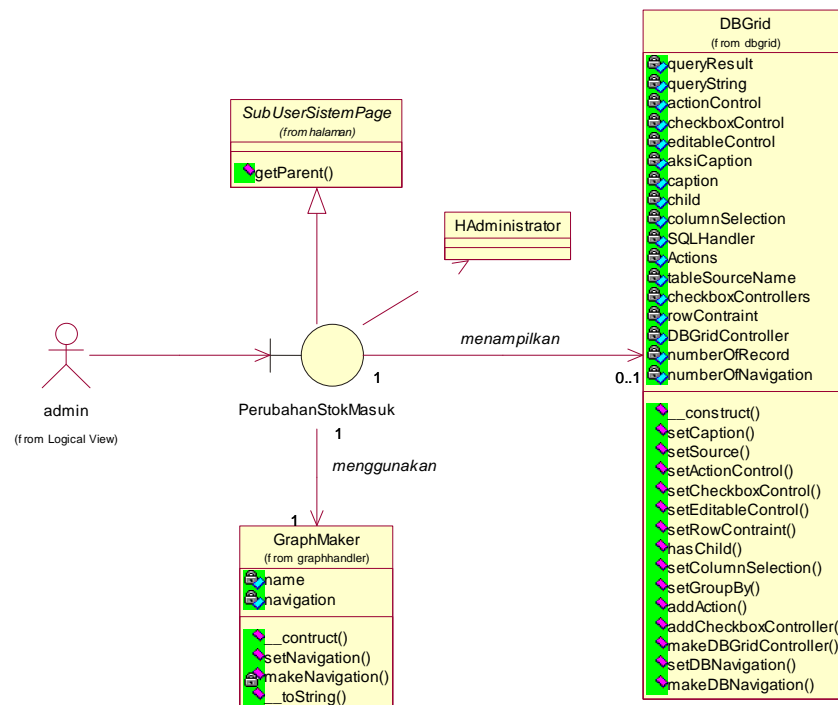 DBGrid
(from dbgrid)
queryResult
queryString
actionControl
checkboxControl
editableControl
aksiCaption
caption
child
columnSelection
SQLHandler
Actions
tableSourceName
checkboxControllers
rowContraint
DBGridController
numberOfRecord
numberOfNavigation
__construct()
setCaption()
setSource()
setActionControl()
setCheckboxControl()
setEditableControl()
setRowContraint()
hasChild()
setColumnSelection()
setGroupBy()
addAction()
addCheckboxController(
makeDBGridController()
setDBNavigation()
makeDBNavigation()
SubUserSistemPage
(from halaman)
getParent()
HAdministrator
menampilkan
1
0..1
admin
(from Logical View)
PerubahanStokMasuk
1
menggunakan
1
GraphMaker
(from graphhandler)
name
navigation
__contruct()
setNavigation()
makeNavigation()
__toString()